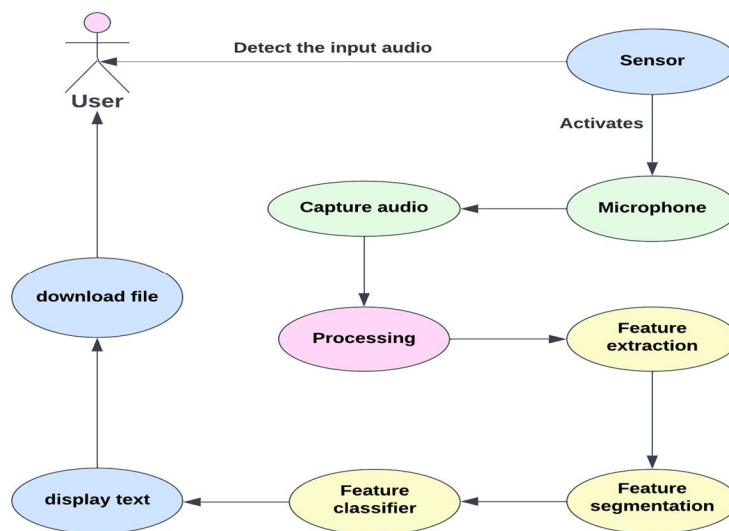 Detect the input audio
Sensor
User
Activates
Capture audio
Microphone
download file
Processing
Feature
extraction
display text
Feature
classifier
Feature
segmentation